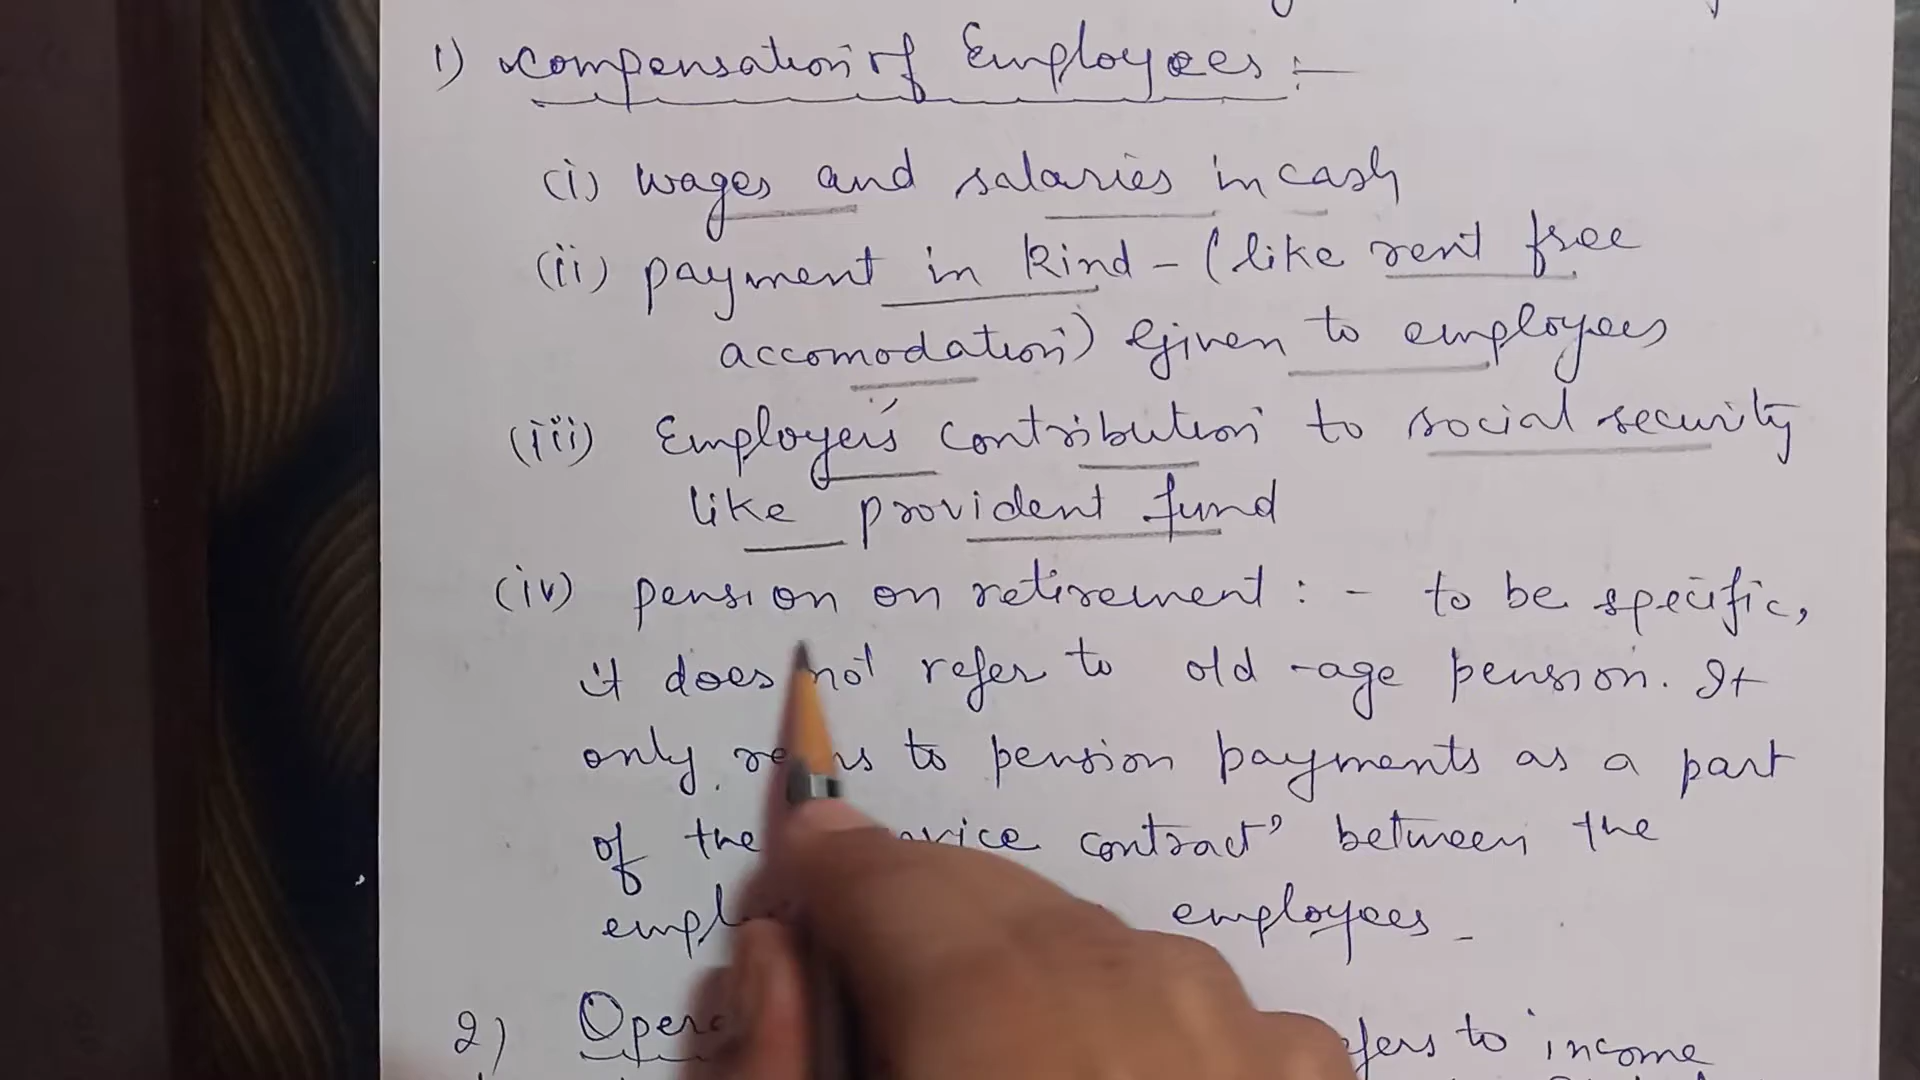 1) Compensation of Employees :-
(i) wages and salaries in cash
(ii) payment in kind - (like rent free
accomodation) given to employees
(iii) Employer's contribution to social security
like provident fund
(iv) pension on retirement : - to be specific,
it does not refer to old-age pension. It
only to pension payments as a part
of the contract" between the
employees
2) refers to income